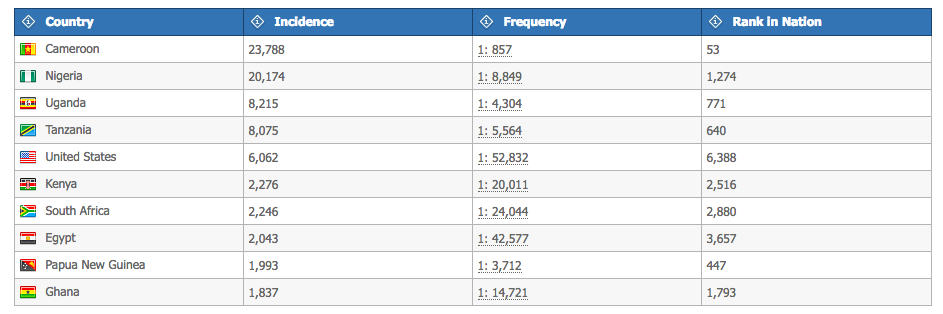 Country Incidence Frequency Rank in Nation
Cameroon 23,788 1: 857 53
Nigeria 20,174 1: 8,849 1,274
Uganda 8,215 1: 4,304 771
Tanzania 8,075 1: 5,564 640
United States 6,062 1: 52,832 6,388
Kenya 2,276 1: 20,011 2,516
South Africa 2,246 1: 24,044 2,880
Egypt 2,043 1: 42,577 3,657
Papua New Guinea 1,993 1: 3,712 447
Ghana 1,837 1: 14,721 1,793